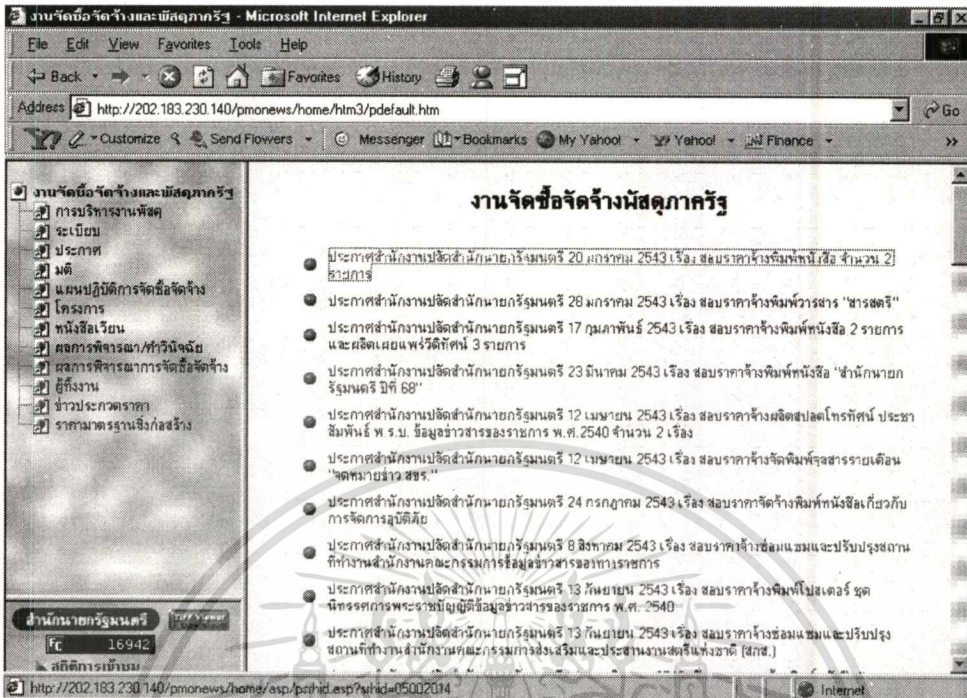 งานจัดซื้อจัดจ้างและพัสดุภาครัฐ - Microsoft Internet Explorer
File Edit View Favorites Tools Help
Back Favorites History
Address http://202.183.230.140/pmonews/home/htm3/pdefault.htm Go
Customize Send Flowers Messenger Bookmarks My Yahoo! Yahoo! Finance »
งานจัดซื้อจัดจ้างและพัสดุภาครัฐ
การบริหารงานพัสดุ
ระเบียบ
ประกาศ
มติ
แผนปฏิบัติการจัดซื้อจัดจ้าง
โครงการ
หนังสือเวียน
ผลการพิจารณา/คำวินิจฉัย
ผลการพิจารณาการจัดซื้อจัดจ้าง
ผู้ทิ้งงาน
ข่าวประกวดราคา
ราคามาตรฐานสิ่งก่อสร้าง
สำนักนายกรัฐมนตรี
16942
สถิติการเข้าชม
งานจัดซื้อจัดจ้างพัสดุภาครัฐ
ประกาศสำนักงานปลัดสำนักนายกรัฐมนตรี 20 มกราคม 2543 เรื่อง สอบราคาจ้างพิมพ์หนังสือ จำนวน 2
รายการ
ประกาศสำนักงานปลัดสำนักนายกรัฐมนตรี 28 มกราคม 2543 เรื่อง สอบราคาจ้างพิมพ์วารสาร "สารสตรี"
ประกาศสำนักงานปลัดสำนักนายกรัฐมนตรี 17 กุมภาพันธ์ 2543 เรื่อง สอบราคาจ้างพิมพ์หนังสือ 2 รายการ
และผลิตเผยแพร่วีดิทัศน์ 3 รายการ
ประกาศสำนักงานปลัดสำนักนายกรัฐมนตรี 23 มีนาคม 2543 เรื่อง สอบราคาจ้างพิมพ์หนังสือ "สำนักนายก
รัฐมนตรี ปีที่ 68"
ประกาศสำนักงานปลัดสำนักนายกรัฐมนตรี 12 เมษายน 2543 เรื่อง สอบราคาจ้างผลิตสปอตโทรทัศน์ ประชา
สัมพันธ์ พ.ร.บ. ข้อมูลข่าวสารของราชการ พ.ศ.2540 จำนวน 2 เรื่อง
ประกาศสำนักงานปลัดสำนักนายกรัฐมนตรี 12 เมษายน 2543 เรื่อง สอบราคาจ้างจัดพิมพ์จุลสารรายเดือน
"จดหมายข่าว สขร."
ประกาศสำนักงานปลัดสำนักนายกรัฐมนตรี 24 กรกฎาคม 2543 เรื่อง สอบราคาจัดจ้างพิมพ์หนังสือเกี่ยวกับ
การจัดการอุบัติภัย
ประกาศสำนักงานปลัดสำนักนายกรัฐมนตรี 8 สิงหาคม 2543 เรื่อง สอบราคาจ้างซ่อมแซมและปรับปรุงสถาน
ที่ทำงานสำนักงานคณะกรรมการข้อมูลข่าวสารของทางราชการ
ประกาศสำนักงานปลัดสำนักนายกรัฐมนตรี 13 กันยายน 2543 เรื่อง สอบราคาจ้างพิมพ์โปสเตอร์ ชุด
นิทรรศการพระราชบัญญัติข้อมูลข่าวสารของราชการ พ.ศ. 2540
ประกาศสำนักงานปลัดสำนักนายกรัฐมนตรี 13 กันยายน 2543 เรื่อง สอบราคาจ้างซ่อมแซมและปรับปรุง
สถานที่ทำงานสำนักงานคณะกรรมการส่งเสริมและประสานงานสตรีแห่งชาติ (สกส.)
http://202.183.230.140/pmonews/home/asp/psthid.asp?sthid=05002014 Internet